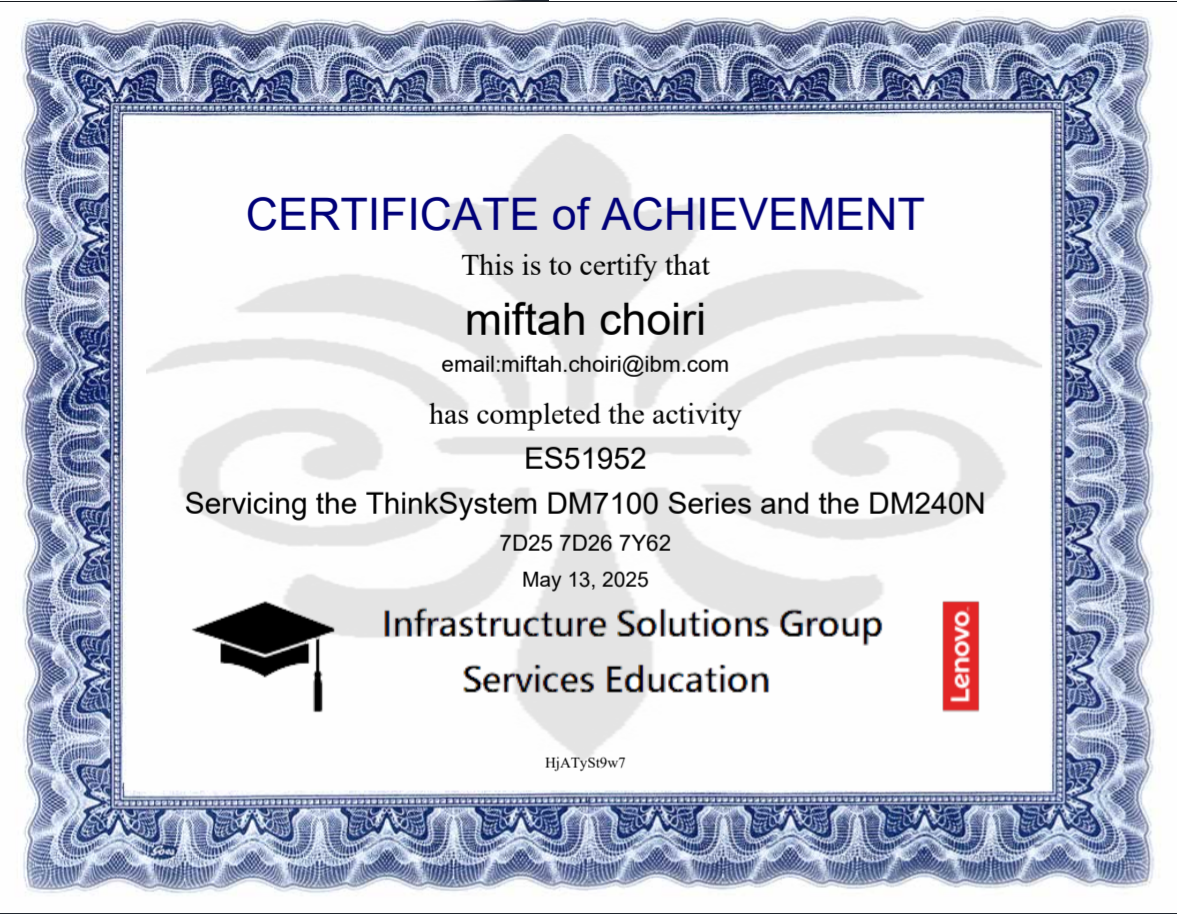 CERTIFICATE of ACHIEVEMENT
This is to certify that
miftah choiri
email:miftah.choiri@ibm.com
has completed the activity
ES51952
Servicing the ThinkSystem DM7100 Series and the DM240N
7D25 7D26 7Y62
May 13, 2025
Infrastructure Solutions Group
Services Education
Lenovo
HjATySt9w7